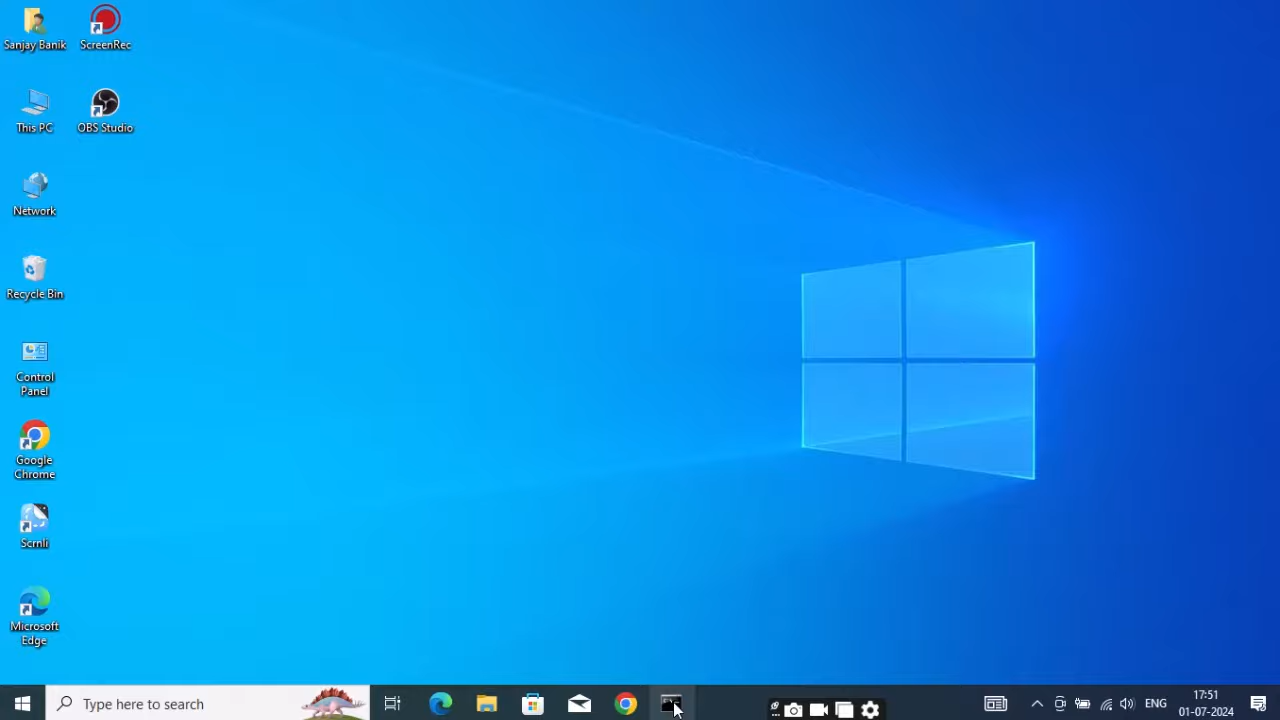 Sanjay Banik
ScreenRec
This PC
OBS Studio
Network
Recycle Bin
Control
Panel
Google
Chrome
Scrnli
Microsoft
Edge
Type here to search
ENG
17:51
01-07-2024